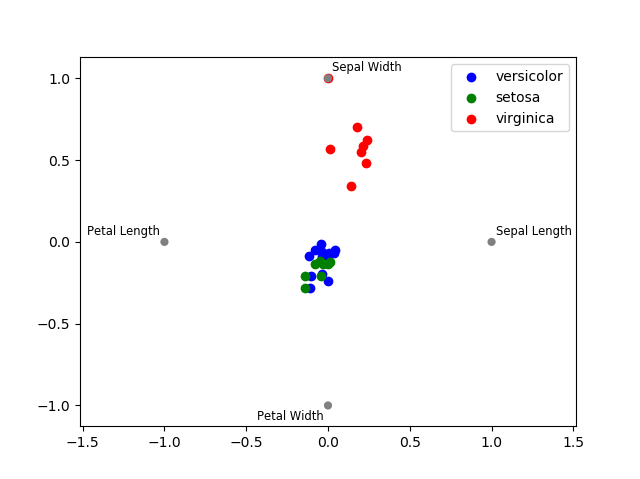 Sepal Width
versicolor
setosa
virginica
1.0
0.5
Petal Length
Sepal Length
0.0
−0.5
−1.0
Petal Width
−1.5
−1.0
−0.5
0.0
0.5
1.0
1.5